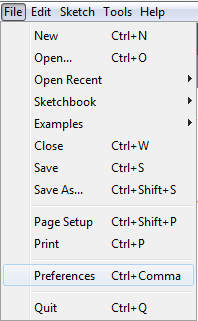 File Edit Sketch Tools Help
New Ctrl+N
Open... Ctrl+O
Open Recent
Sketchbook
Examples
Close Ctrl+W
Save Ctrl+S
Save As... Ctrl+Shift+S
Page Setup Ctrl+Shift+P
Print Ctrl+P
Preferences Ctrl+Comma
Quit Ctrl+Q